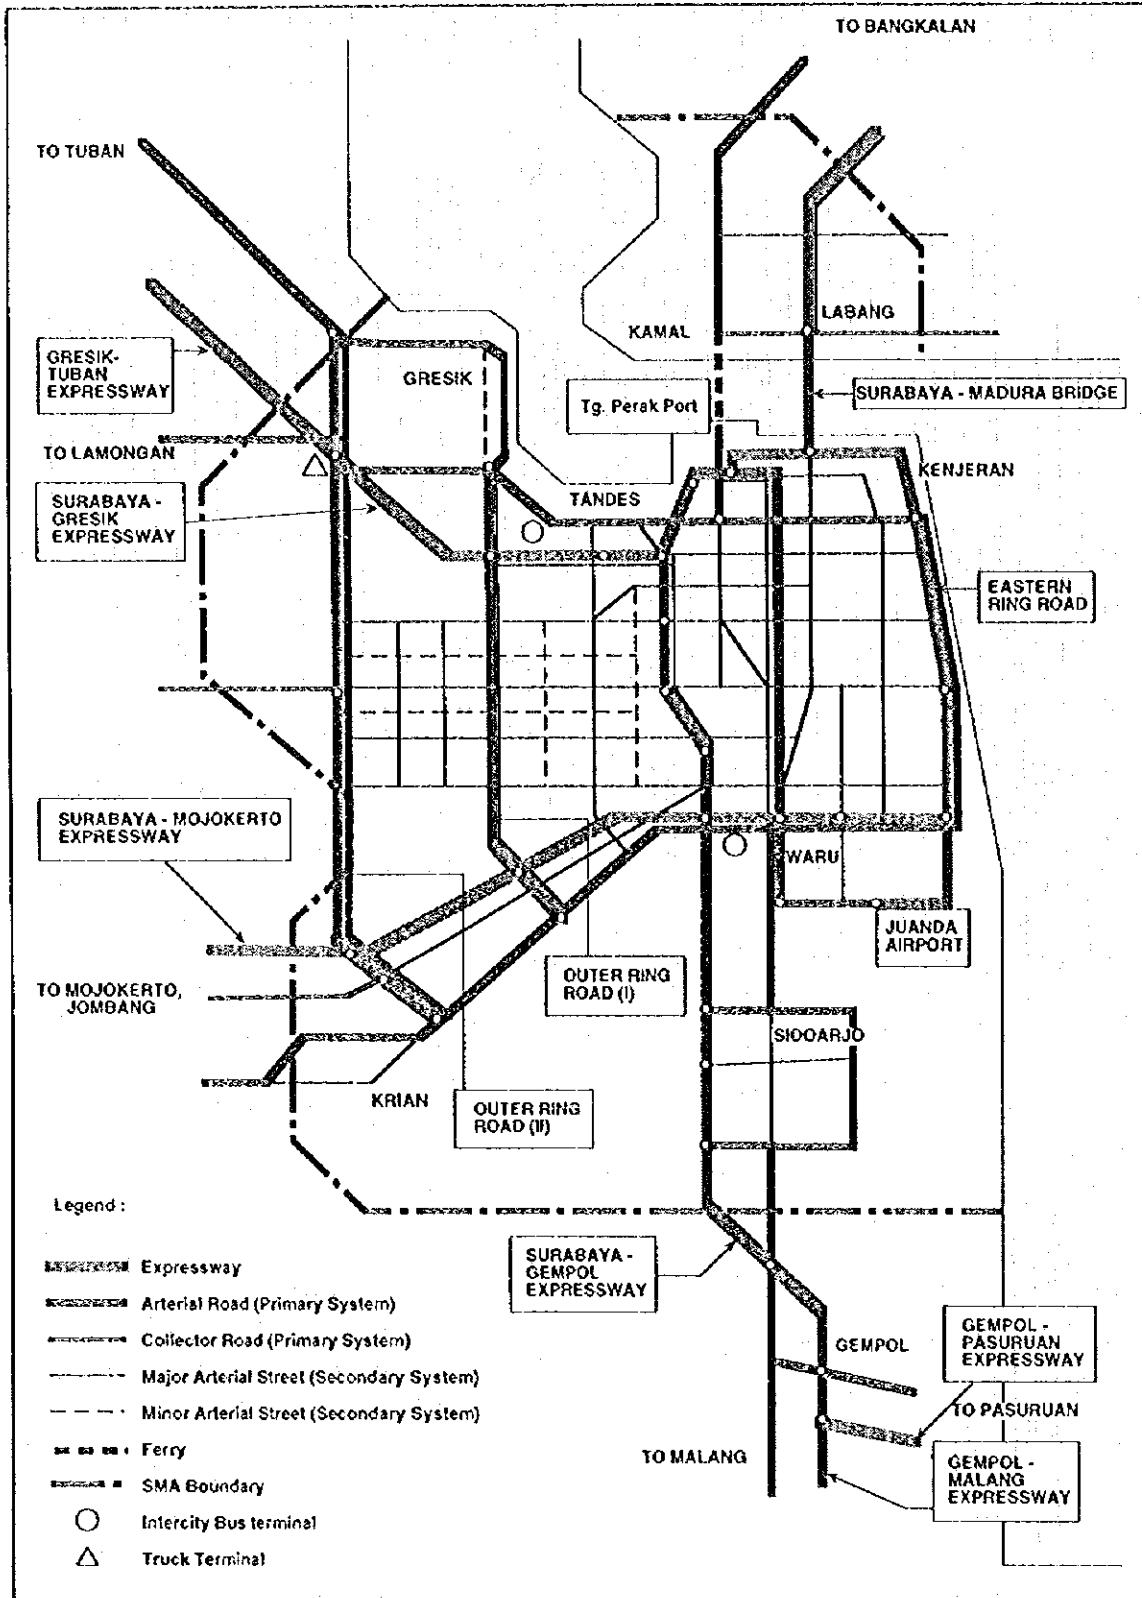 TO BANGKALAN
TO TUBAN
LABANG
KAMAL
GRESIK-
TUBAN
EXPRESSWAY
GRESIK
Tg. Perak Port
SURABAYA - MADURA BRIDGE
TO LAMONGAN
KENJERAN
SURABAYA -
GRESIK
EXPRESSWAY
TANDES
EASTERN
RING ROAD
SURABAYA - MOJOKERTO
EXPRESSWAY
WARU
JUANDA
AIRPORT
OUTER RING
ROAD (I)
TO MOJOKERTO,
JOMBANG
SIDOARJO
KRIAN
OUTER RING
ROAD (II)
Legend :
Expressway
Arterial Road (Primary System)
Collector Road (Primary System)
Major Arterial Street (Secondary System)
Minor Arterial Street (Secondary System)
Ferry
SMA Boundary
Intercity Bus terminal
Truck Terminal
SURABAYA -
GEMPOL
EXPRESSWAY
GEMPOL
GEMPOL -
PASURUAN
EXPRESSWAY
TO PASURUAN
TO MALANG
GEMPOL -
MALANG
EXPRESSWAY